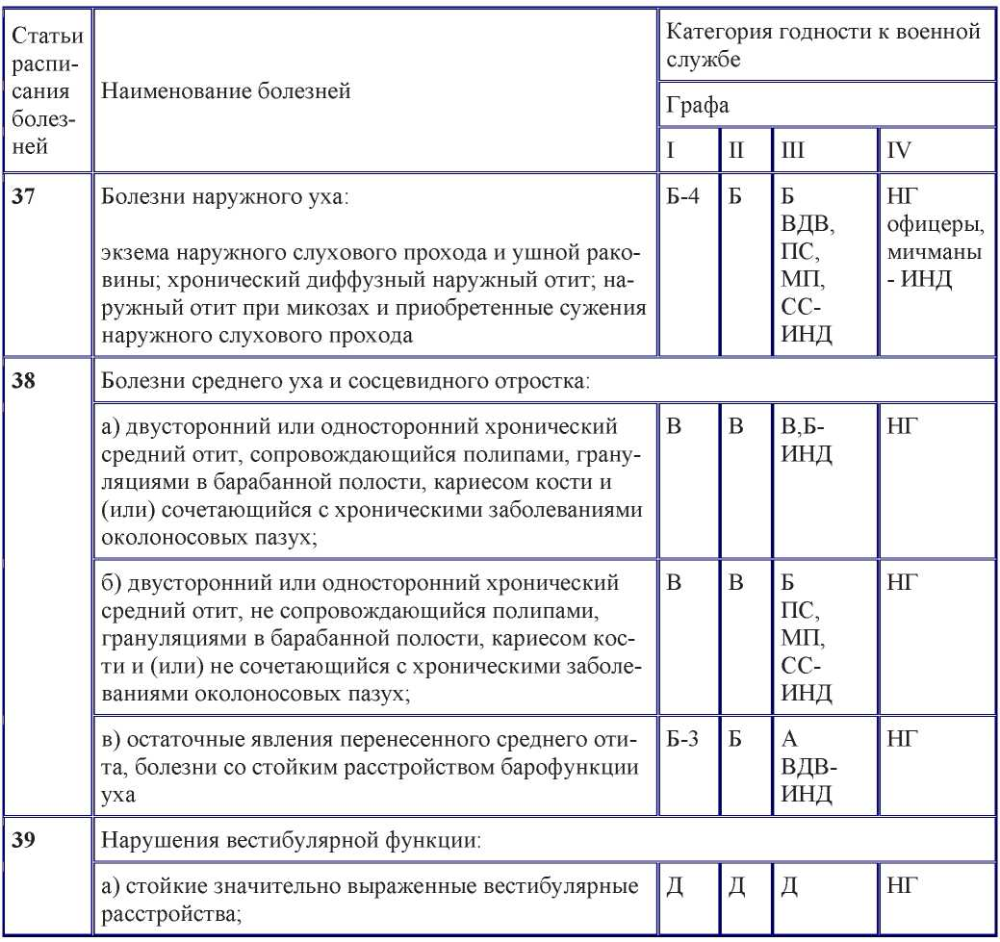 Статьи
распи-
сания
болез-
ней
Наименование болезней
Категория годности к военной
службе
Графа
I
II
III
IV
37
Болезни наружного уха:
экзема наружного слухового прохода и ушной рако-
вины; хронический диффузный наружный отит; на-
ружный отит при микозах и приобретенные сужения
наружного слухового прохода
Б-4
Б
Б
ВДВ,
ПС,
МП,
СС-
ИНД
НГ
офицеры,
мичманы
- ИНД
38
Болезни среднего уха и сосцевидного отростка:
а) двусторонний или односторонний хронический
средний отит, сопровождающийся полипами, грану-
ляциями в барабанной полости, кариесом кости и
(или) сочетающийся с хроническими заболеваниями
околоносовых пазух;
В
В
В,Б-
ИНД
НГ
б) двусторонний или односторонний хронический
средний отит, не сопровождающийся полипами,
грануляциями в барабанной полости, кариесом кос-
ти и (или) не сочетающийся с хроническими заболе-
ваниями околоносовых пазух;
В
В
Б
ПС,
МП,
СС-
ИНД
НГ
в) остаточные явления перенесенного среднего оти-
та, болезни со стойким расстройством барофункции
уха
Б-3
Б
А
ВДВ-
ИНД
НГ
39
Нарушения вестибулярной функции:
а) стойкие значительно выраженные вестибулярные
расстройства;
Д
Д
Д
НГ